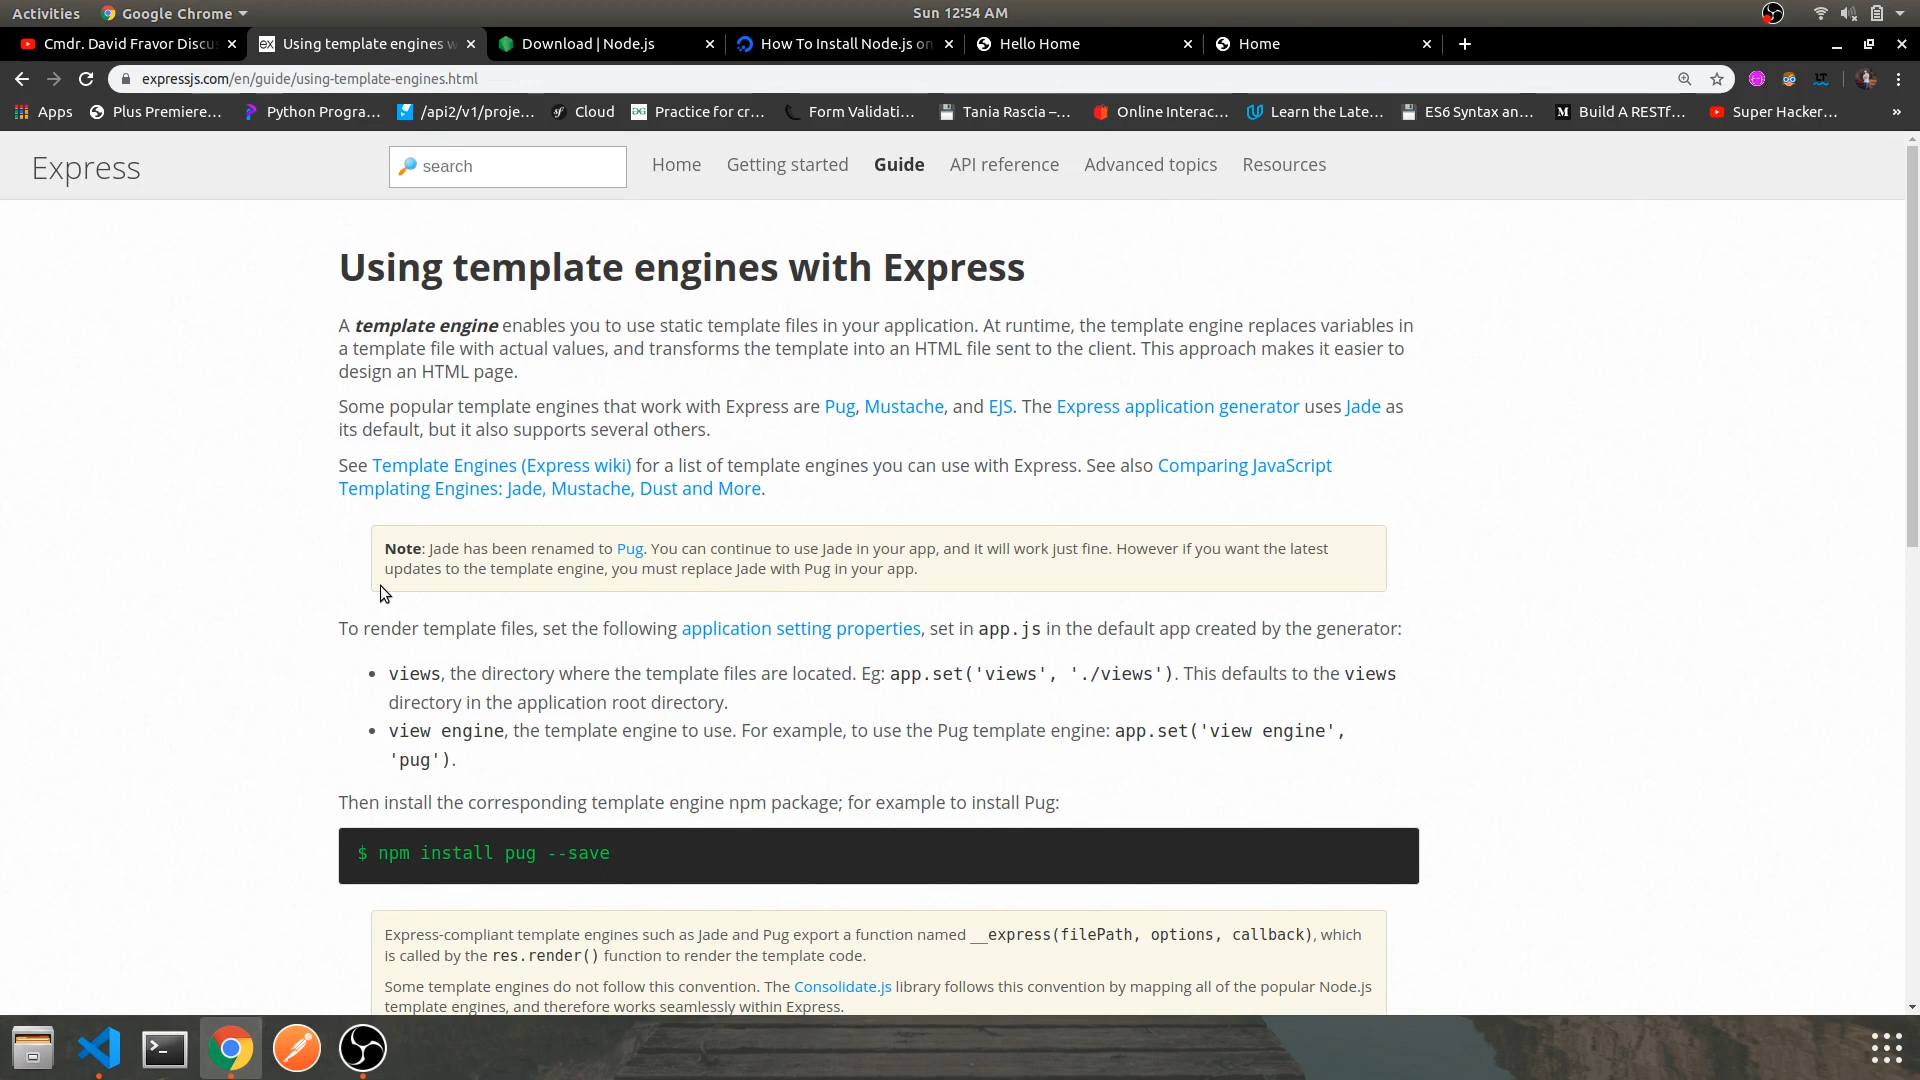 Activities Google Chrome Sun 12:54 AM
Cmdr. David Fravor Discu
Using template engines w
Download | Node.js
How To Install Node.js on
Hello Home
Home
expressjs.com/en/guide/using-template-engines.html
Apps
Plus Premiere...
Python Progra...
/api2/v1/proje...
Cloud
Practice for cr...
Form Validati...
Tania Rascia –...
Online Interac...
Learn the Late...
ES6 Syntax an...
Build A RESTf...
Super Hacker...
»
Express
search
Home
Getting started
Guide
API reference
Advanced topics
Resources
Using template engines with Express
A template engine enables you to use static template files in your application. At runtime, the template engine replaces variables in
a template file with actual values, and transforms the template into an HTML file sent to the client. This approach makes it easier to
design an HTML page.
Some popular template engines that work with Express are Pug, Mustache, and EJS. The Express application generator uses Jade as
its default, but it also supports several others.
See Template Engines (Express wiki) for a list of template engines you can use with Express. See also Comparing JavaScript
Templating Engines: Jade, Mustache, Dust and More.
Note: Jade has been renamed to Pug. You can continue to use Jade in your app, and it will work just fine. However if you want the latest
updates to the template engine, you must replace Jade with Pug in your app.
To render template files, set the following application setting properties, set in app.js in the default app created by the generator:
• views, the directory where the template files are located. Eg: app.set('views', './views'). This defaults to the views
directory in the application root directory.
• view engine, the template engine to use. For example, to use the Pug template engine: app.set('view engine',
'pug').
Then install the corresponding template engine npm package; for example to install Pug:
$ npm install pug --save
Express-compliant template engines such as Jade and Pug export a function named __express(filePath, options, callback), which
is called by the res.render() function to render the template code.
Some template engines do not follow this convention. The Consolidate.js library follows this convention by mapping all of the popular Node.js
template engines, and therefore works seamlessly within Express.